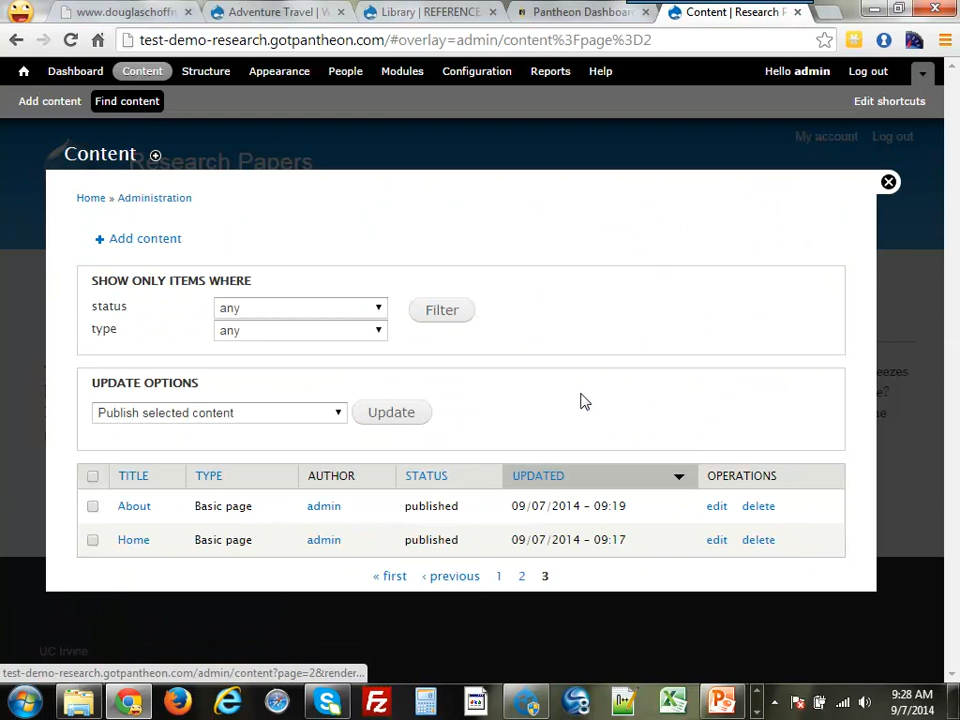 www.douglaschoffn
Adventure Travel | W
Library | REFERENCE
Pantheon Dashboar
Content | Research P
test-demo-research.gotpantheon.com/#overlay=admin/content%3Fpage%3D2
Dashboard Content Structure Appearance People Modules Configuration Reports Help Hello admin Log out
Add content Find content Edit shortcuts
My account Log out
Research Papers
Content
Home » Administration
Add content
SHOW ONLY ITEMS WHERE
status any Filter
type any
eezes
e?
ue
UPDATE OPTIONS
Publish selected content Update
TITLE TYPE AUTHOR STATUS UPDATED OPERATIONS
About Basic page admin published 09/07/2014 - 09:19 edit delete
Home Basic page admin published 09/07/2014 - 09:17 edit delete
« first ‹ previous 1 2 3
UC Irvine
test-demo-research.gotpantheon.com/admin/content?page=2&render...
9:28 AM
9/7/2014